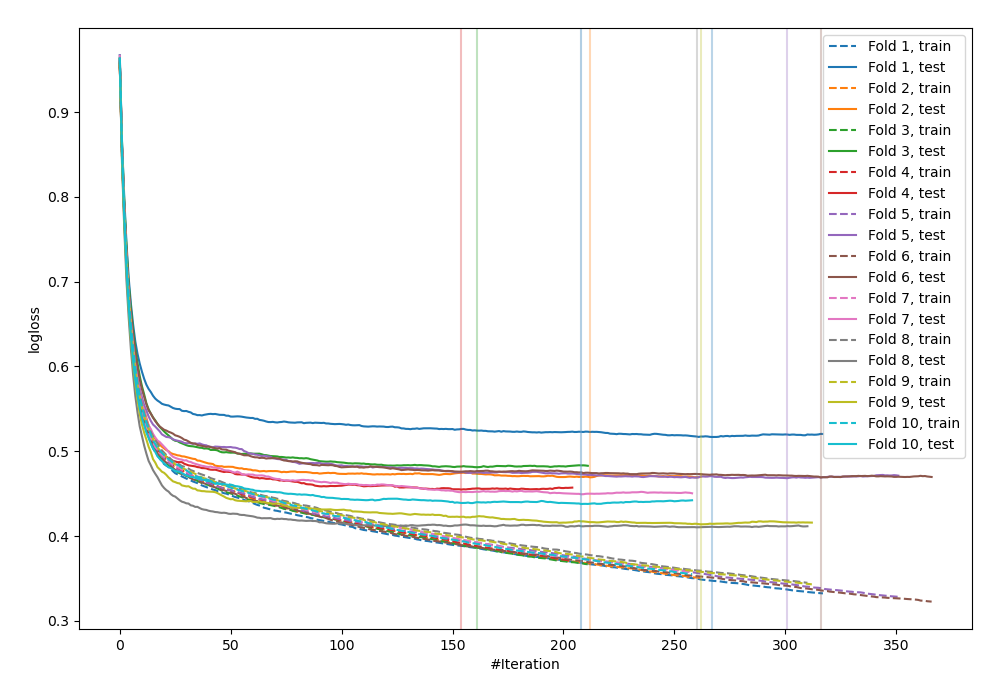 0.9
0.8
0.7
0.6
0.5
0.4
0.3
logloss
0
50
100
150
200
250
300
350
#Iteration
Fold 1, train
Fold 1, test
Fold 2, train
Fold 2, test
Fold 3, train
Fold 3, test
Fold 4, train
Fold 4, test
Fold 5, train
Fold 5, test
Fold 6, train
Fold 6, test
Fold 7, train
Fold 7, test
Fold 8, train
Fold 8, test
Fold 9, train
Fold 9, test
Fold 10, train
Fold 10, test